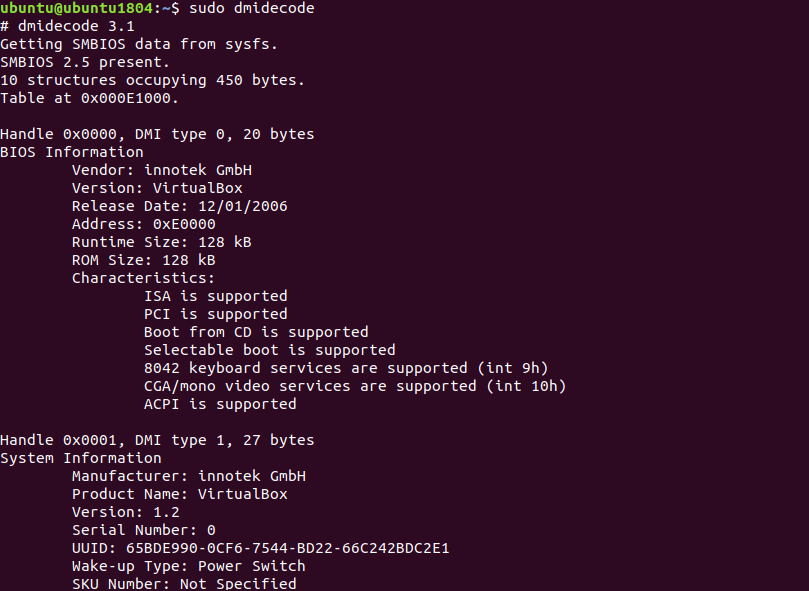 ubuntu@ubuntu1804:~$ sudo dmidecode
# dmidecode 3.1
Getting SMBIOS data from sysfs.
SMBIOS 2.5 present.
10 structures occupying 450 bytes.
Table at 0x000E1000.

Handle 0x0000, DMI type 0, 20 bytes
BIOS Information
        Vendor: innotek GmbH
        Version: VirtualBox
        Release Date: 12/01/2006
        Address: 0xE0000
        Runtime Size: 128 kB
        ROM Size: 128 kB
        Characteristics:
                ISA is supported
                PCI is supported
                Boot from CD is supported
                Selectable boot is supported
                8042 keyboard services are supported (int 9h)
                CGA/mono video services are supported (int 10h)
                ACPI is supported

Handle 0x0001, DMI type 1, 27 bytes
System Information
        Manufacturer: innotek GmbH
        Product Name: VirtualBox
        Version: 1.2
        Serial Number: 0
        UUID: 65BDE990-0CF6-7544-BD22-66C242BDC2E1
        Wake-up Type: Power Switch
        SKU Number: Not Specified